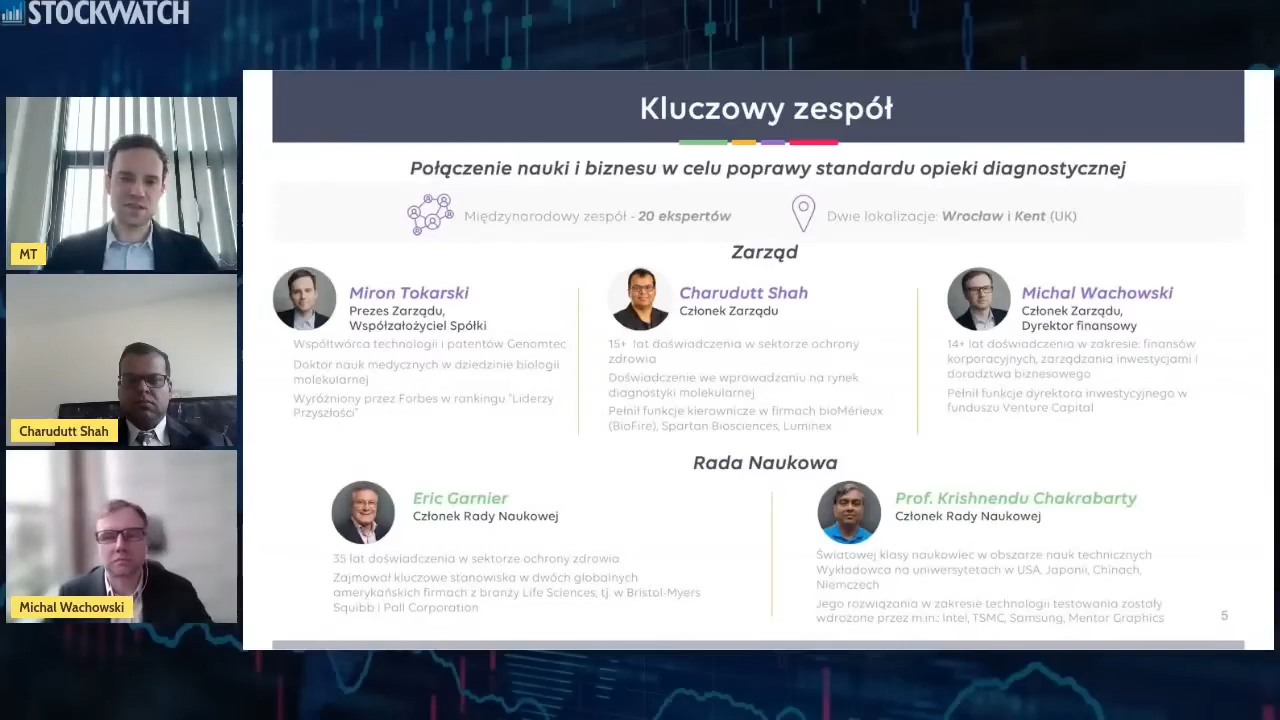 STOCKWATCH
MT
Charudutt Shah
Michal Wachowski
Kluczowy zespół
Połączenie nauki i biznesu w celu poprawy standardu opieki diagnostycznej
Międzynarodowy zespół - 20 ekspertów
Dwie lokalizacje: Wrocław i Kent (UK)
Zarząd
Miron Tokarski
Prezes Zarządu,
Współzałożyciel Spółki
Współtwórca technologii i patentów Genomtec
Doktor nauk medycznych w dziedzinie biologii
molekularnej
Wyróżniony przez Forbes w rankingu "Liderzy
Przyszłości"
Charudutt Shah
Członek Zarządu
15+ lat doświadczenia w sektorze ochrony
zdrowia
Doświadczenie we wprowadzaniu na rynek
diagnostyki molekularnej
Pełnił funkcje kierownicze w firmach bioMérieux
(BioFire), Spartan Biosciences, Luminex
Michal Wachowski
Członek Zarządu,
Dyrektor finansowy
14+ lat doświadczenia w zakresie: finansów
korporacyjnych, zarządzania inwestycjami i
doradztwa biznesowego
Pełnił funkcje dyrektora inwestycyjnego w
funduszu Venture Capital
Rada Naukowa
Eric Garnier
Członek Rady Naukowej
35 lat doświadczenia w sektorze ochrony zdrowia
Zajmował kluczowe stanowiska w dwóch globalnych
amerykańskich firmach z branży Life Sciences, tj. w Bristol-Myers
Squibb i Pall Corporation
Prof. Krishnendu Chakrabarty
Członek Rady Naukowej
Światowej klasy naukowiec w obszarze nauk technicznych
Wykładowca na uniwersytetach w USA, Japonii, Chinach,
Niemczech
Jego rozwiązania w zakresie technologii testowania zostały
wdrożone przez m.in.: Intel, TSMC, Samsung, Mentor Graphics
5